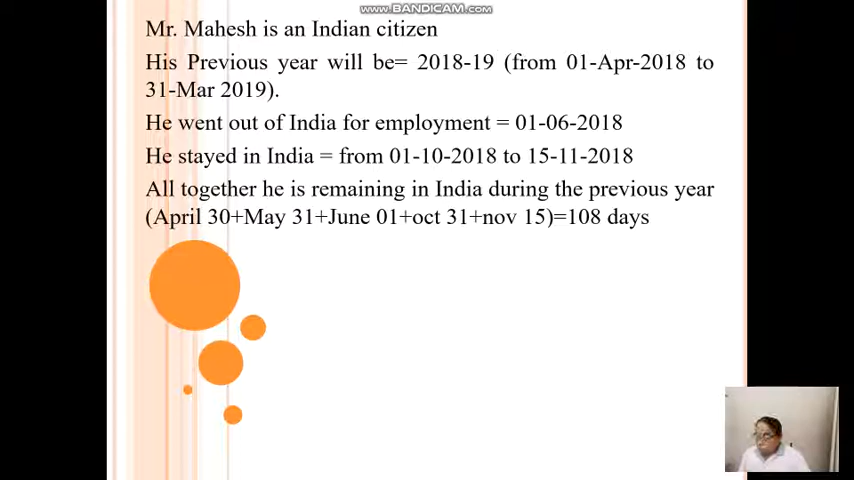 www.BANDICAM.com
Mr. Mahesh is an Indian citizen
His Previous year will be= 2018-19 (from 01-Apr-2018 to
31-Mar 2019).
He went out of India for employment = 01-06-2018
He stayed in India = from 01-10-2018 to 15-11-2018
All together he is remaining in India during the previous year
(April 30+May 31+June 01+oct 31+nov 15)=108 days